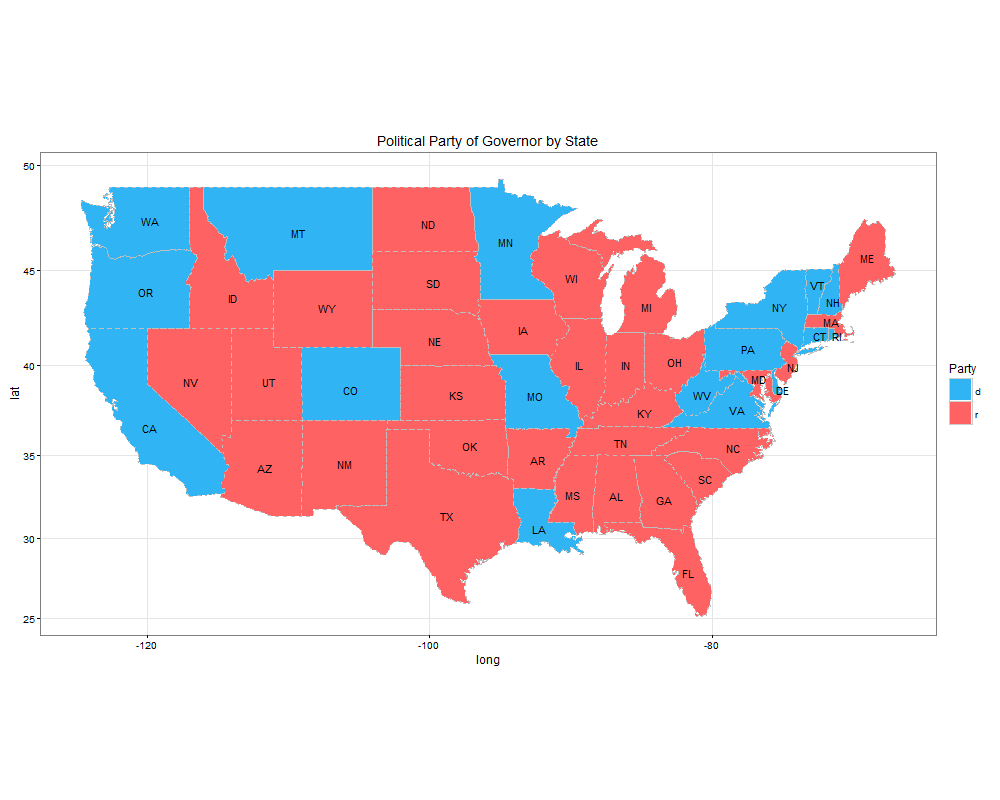 Political Party of Governor by State
50
45
40
35
30
25
lat
-120
-100
-80
long
Party
d
r
WA
MT
ND
MN
ME
OR
ID
WY
SD
WI
MI
VT
NH
NY
MA
CT
RI
NV
UT
CO
NE
IA
IL
IN
OH
PA
NJ
MD
DE
CA
KS
MO
KY
WV
VA
AZ
NM
OK
AR
TN
NC
SC
TX
LA
MS
AL
GA
FL